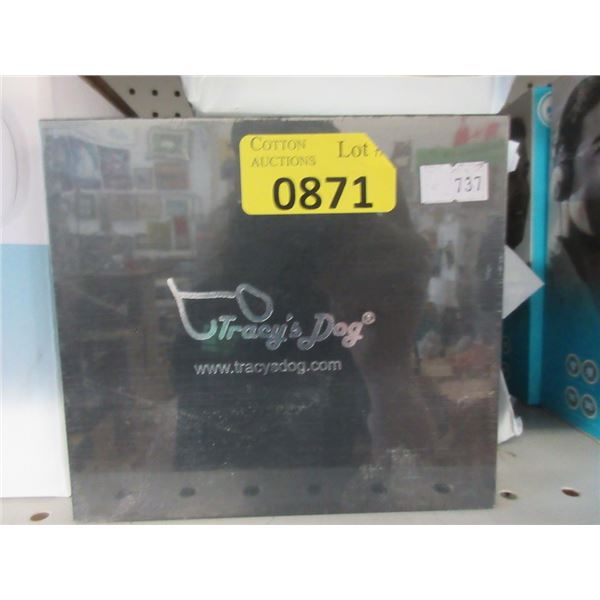 COTTON
AUCTIONS
Lot
0871
737
Tracy's Dog®
www.tracysdog.com